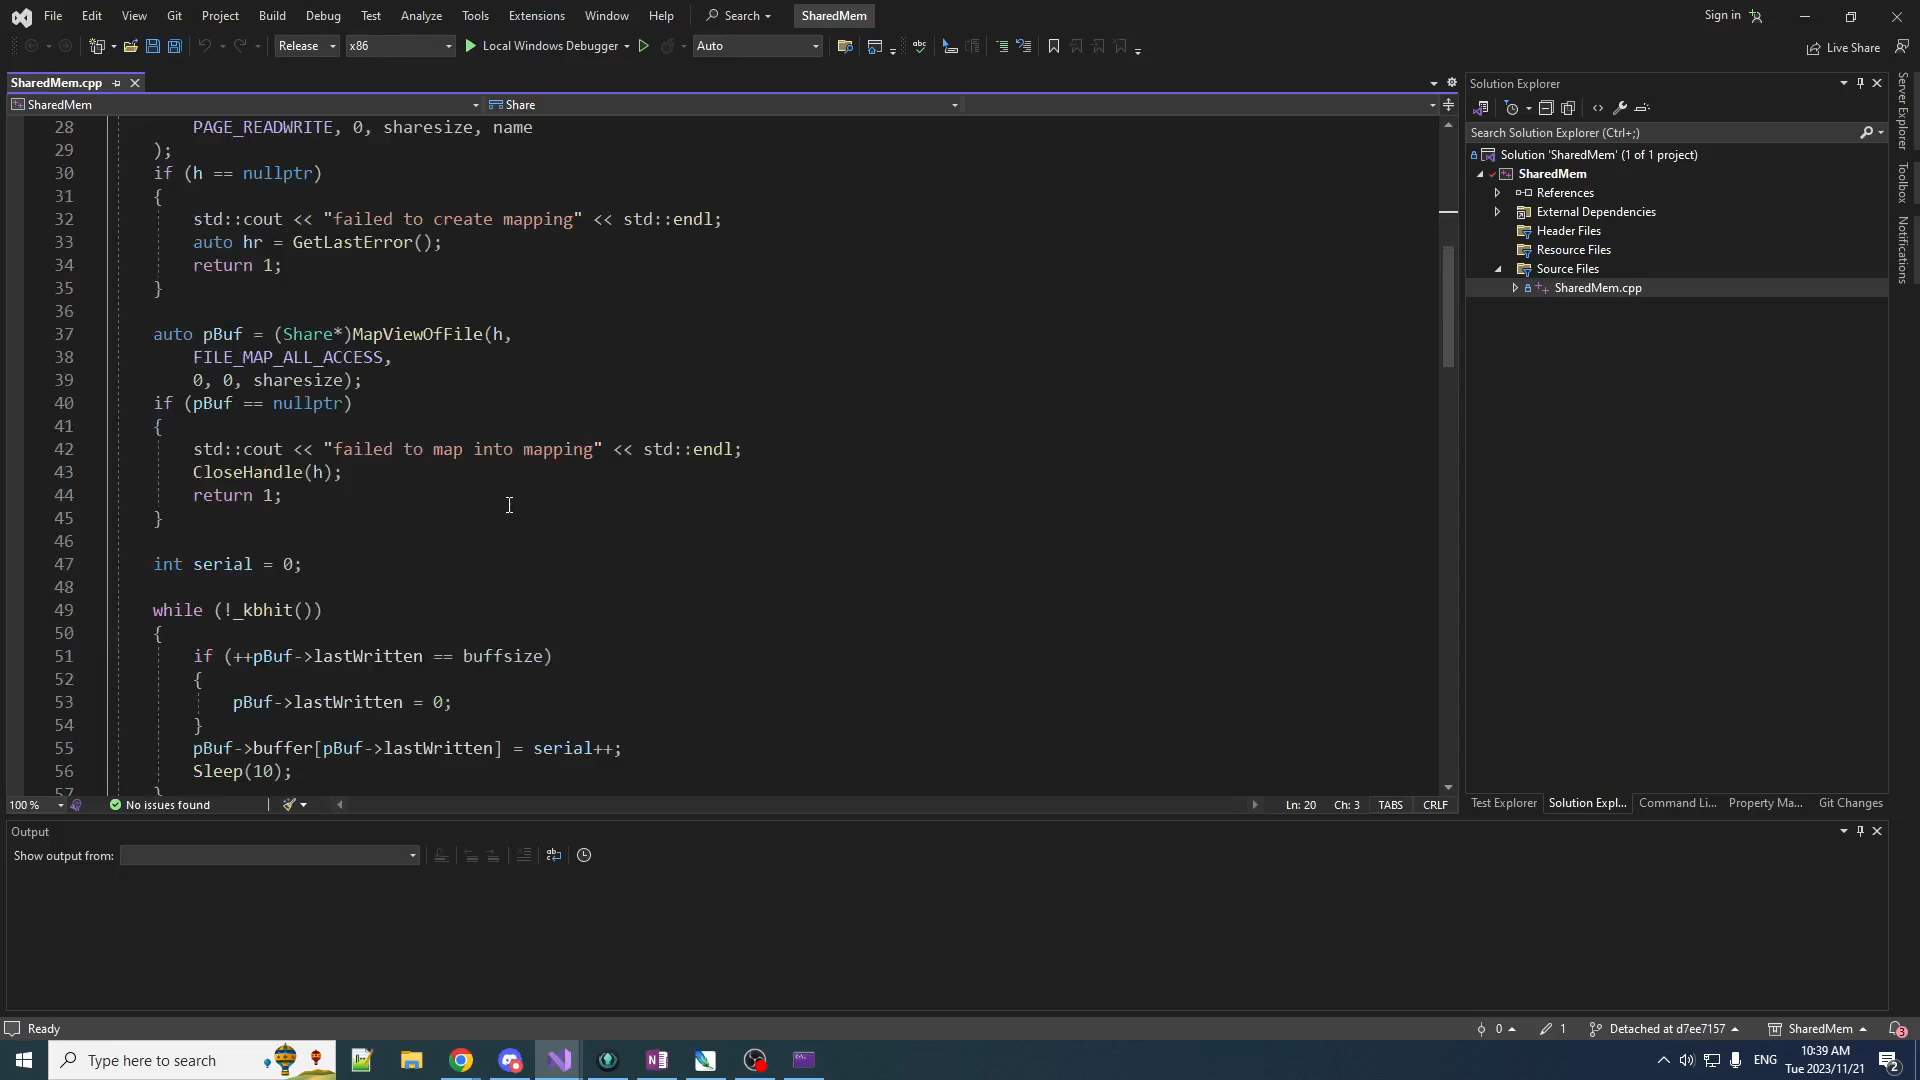 File Edit View Git Project Build Debug Test Analyze Tools Extensions Window Help Search SharedMem Sign in
Release x86 Local Windows Debugger Auto Live Share
SharedMem.cpp
SharedMem Share
28 PAGE_READWRITE, 0, sharesize, name
29 );
30 if (h == nullptr)
31 {
32 std::cout << "failed to create mapping" << std::endl;
33 auto hr = GetLastError();
34 return 1;
35 }
36
37 auto pBuf = (Share*)MapViewOfFile(h,
38 FILE_MAP_ALL_ACCESS,
39 0, 0, sharesize);
40 if (pBuf == nullptr)
41 {
42 std::cout << "failed to map into mapping" << std::endl;
43 CloseHandle(h);
44 return 1;
45 }
46
47 int serial = 0;
48
49 while (!_kbhit())
50 {
51 if (++pBuf->lastWritten == buffsize)
52 {
53 pBuf->lastWritten = 0;
54 }
55 pBuf->buffer[pBuf->lastWritten] = serial++;
56 Sleep(10);
57 }
100 % No issues found Ln: 20 Ch: 3 TABS CRLF
Solution Explorer
Search Solution Explorer (Ctrl+;)
Solution 'SharedMem' (1 of 1 project)
SharedMem
References
External Dependencies
Header Files
Resource Files
Source Files
SharedMem.cpp
Test Explorer Solution Expl... Command Li... Property Ma... Git Changes
Server Explorer
Toolbox
Notifications
Output
Show output from:
Ready 0 1 Detached at d7ee7157 SharedMem 3
Type here to search ENG 10:39 AM
Tue 2023/11/21 2